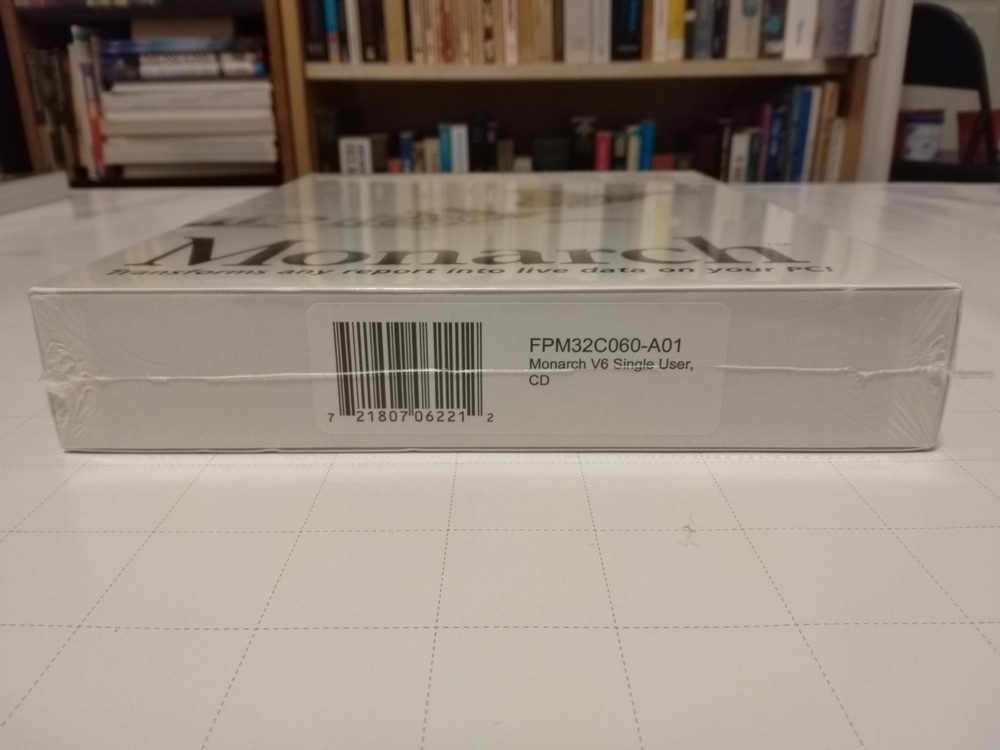 Monarch™
Transforms any report into live data on your PC!
FPM32C060-A01
Monarch V6 Single User,
CD
7 21807 06221 2